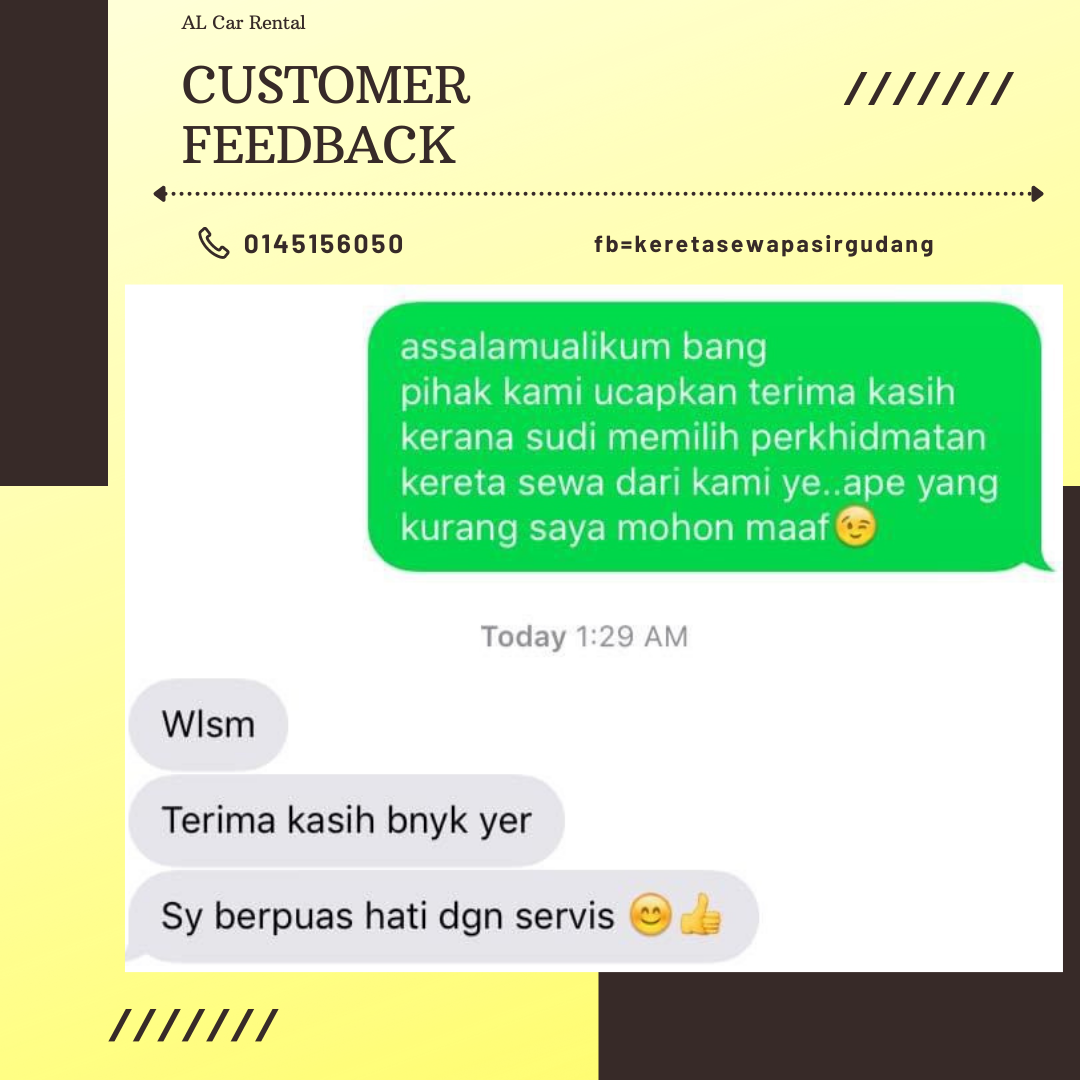 AL Car Rental
CUSTOMER
FEEDBACK
0145156050
fb=keretasewapasirgudang
assalamualikum bang
pihak kami ucapkan terima kasih
kerana sudi memilih perkhidmatan
kereta sewa dari kami ye..ape yang
kurang saya mohon maaf😉
Today 1:29 AM
Wlsm
Terima kasih bnyk yer
Sy berpuas hati dgn servis 😊👍